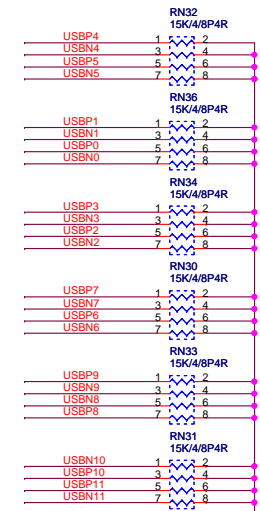 RN32
15K/4/8P4R
USBP4 1 2
USBN4 3 4
USBP5 5 6
USBN5 7 8
RN36
15K/4/8P4R
USBP1 1 2
USBN1 3 4
USBP0 5 6
USBN0 7 8
RN34
15K/4/8P4R
USBP3 1 2
USBN3 3 4
USBP2 5 6
USBN2 7 8
RN30
15K/4/8P4R
USBP7 1 2
USBN7 3 4
USBP6 5 6
USBN6 7 8
RN33
15K/4/8P4R
USBP9 1 2
USBN9 3 4
USBN8 5 6
USBP8 7 8
RN31
15K/4/8P4R
USBN10 1 2
USBP10 3 4
USBP11 5 6
USBN11 7 8